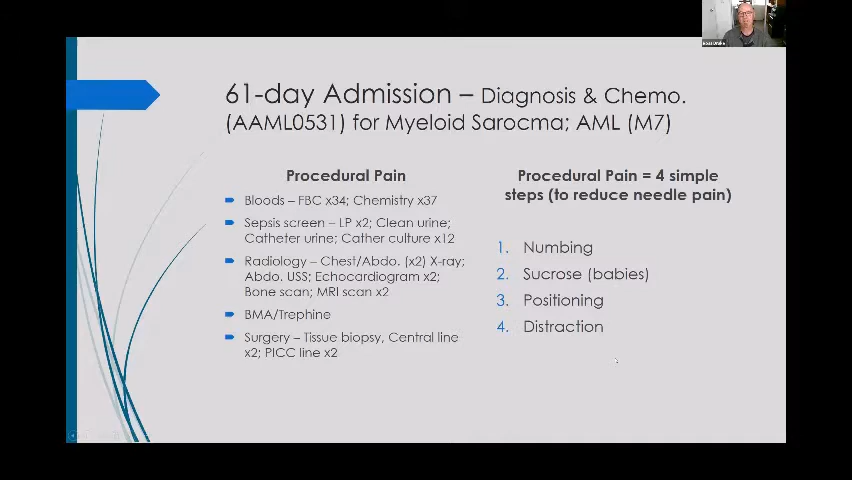 Ross Drake
61-day Admission – Diagnosis & Chemo.
(AAML0531) for Myeloid Sarocma; AML (M7)
Procedural Pain
Bloods – FBC x34; Chemistry x37
Sepsis screen – LP x2; Clean urine;
Catheter urine; Cather culture x12
Radiology – Chest/Abdo. (x2) X-ray;
Abdo. USS; Echocardiogram x2;
Bone scan; MRI scan x2
BMA/Trephine
Surgery – Tissue biopsy, Central line
x2; PICC line x2
Procedural Pain = 4 simple
steps (to reduce needle pain)
1. Numbing
2. Sucrose (babies)
3. Positioning
4. Distraction